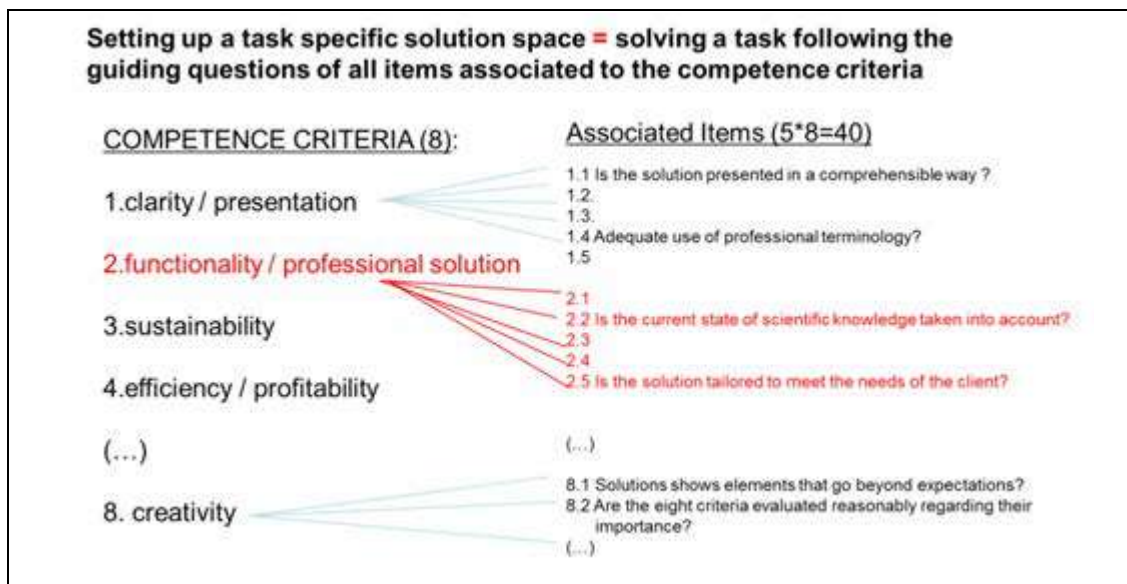 Setting up a task specific solution space = solving a task following the
guiding questions of all items associated to the competence criteria
COMPETENCE CRITERIA (8):
1.clarity / presentation
2.functionality / professional solution
3.sustainability
4.efficiency / profitability
(...)
8. creativity
Associated Items (5*8=40)
1.1 Is the solution presented in a comprehensible way ?
1.2.
1.3.
1.4 Adequate use of professional terminology?
1.5
2.1
2.2 Is the current state of scientific knowledge taken into account?
2.3
2.4
2.5 Is the solution tailored to meet the needs of the client?
(...)
8.1 Solutions shows elements that go beyond expectations?
8.2 Are the eight criteria evaluated reasonably regarding their
importance?
(...)